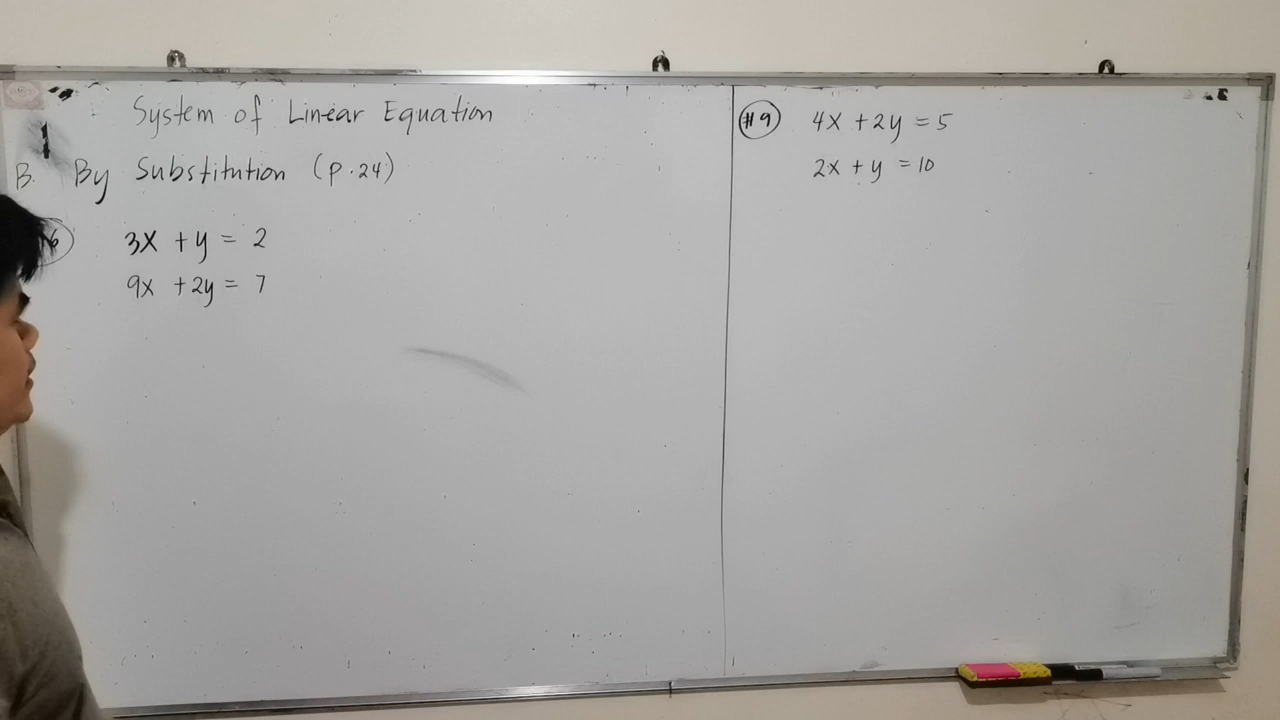 System of Linear Equation
B. By Substitution (p.24)
3x + y = 2
9x + 2y = 7
#9 4x + 2y = 5
2x + y = 10